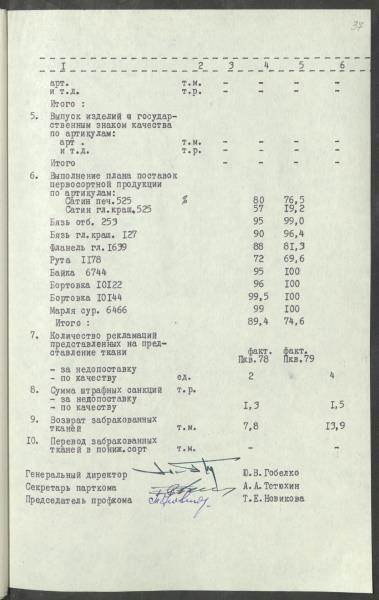 37
1 2 3 4 5 6
арт. т.м. - - - -
и т.д. т.р. - - - -
Итого :
5. Выпуск изделий с государ-
ственным знаком качества
по артикулам:
арт . т.м. - - - -
и т.д. т.р. - - - -
Итого - - - -
6. Выполнение плана поставок
первосортной продукции
по артикулам:
Сатин печ.525 % 80 76,5
Сатин гл.краш.525 57 19,2
Бязь отб. 253 95 99,0
Бязь гл.краш. 127 90 96,4
Фланель гл.1639 88 81,3
Рута 1178 72 69,6
Байка 6744 95 100
Бортовка 10122 96 100
Бортовка 10144 99,5 100
Марля сур. 6466 99 100
Итого : 89,4 74,6
7. Количество рекламаций
представленных на пред-
ставление ткани факт. факт.
Пкв.78 Пкв.79
- за недопоставку
- по качеству ед. 2 4
8. Сумма штрафных санкций т.р.
- за недопоставку
- по качеству 1,3 1,5
9. Возврат забракованных
тканей т.м. 7,8 13,9
10. Перевод забракованных
тканей в пониж.сорт т.м. - -
Генеральный директор Ю.В.Гобелко
Секретарь парткома А.А.Тетюхин
Председатель профкома Т.Е.Новикова